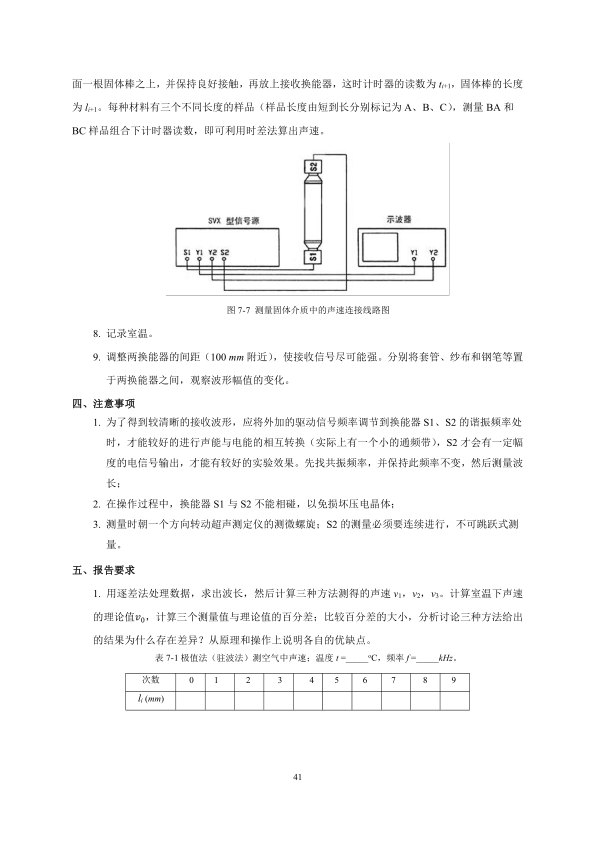 面一根固体棒之上，并保持良好接触，再放上接收换能器，这时计时器的读数为 ti+1，固体棒的长度
为 li+1。每种材料有三个不同长度的样品（样品长度由短到长分别标记为 A、B、C），测量 BA 和
BC 样品组合下计时器读数，即可利用时差法算出声速。
S2
SVX 型信号源
示波器
S1 Y1 Y2 S2
S1
Y1 Y2
图 7-7 测量固体介质中的声速连接线路图
8. 记录室温。
9. 调整两换能器的间距（100 mm 附近），使接收信号尽可能强。分别将套管、纱布和钢笔等置
于两换能器之间，观察波形幅值的变化。
四、注意事项
1. 为了得到较清晰的接收波形，应将外加的驱动信号频率调节到换能器 S1、S2 的谐振频率处
时，才能较好的进行声能与电能的相互转换（实际上有一个小的通频带），S2 才会有一定幅
度的电信号输出，才能有较好的实验效果。先找共振频率，并保持此频率不变，然后测量波
长；
2. 在操作过程中，换能器 S1 与 S2 不能相碰，以免损坏压电晶体；
3. 测量时朝一个方向转动超声测定仪的测微螺旋；S2 的测量必须要连续进行，不可跳跃式测
量。
五、报告要求
1. 用逐差法处理数据，求出波长，然后计算三种方法测得的声速 v1，v2，v3。计算室温下声速
的理论值v0，计算三个测量值与理论值的百分差；比较百分差的大小，分析讨论三种方法给出
的结果为什么存在差异？从原理和操作上说明各自的优缺点。
表 7-1 极值法（驻波法）测空气中声速：温度 t =_____oC，频率 f =_____kHz。
次数 0 1 2 3 4 5 6 7 8 9
li (mm)
41